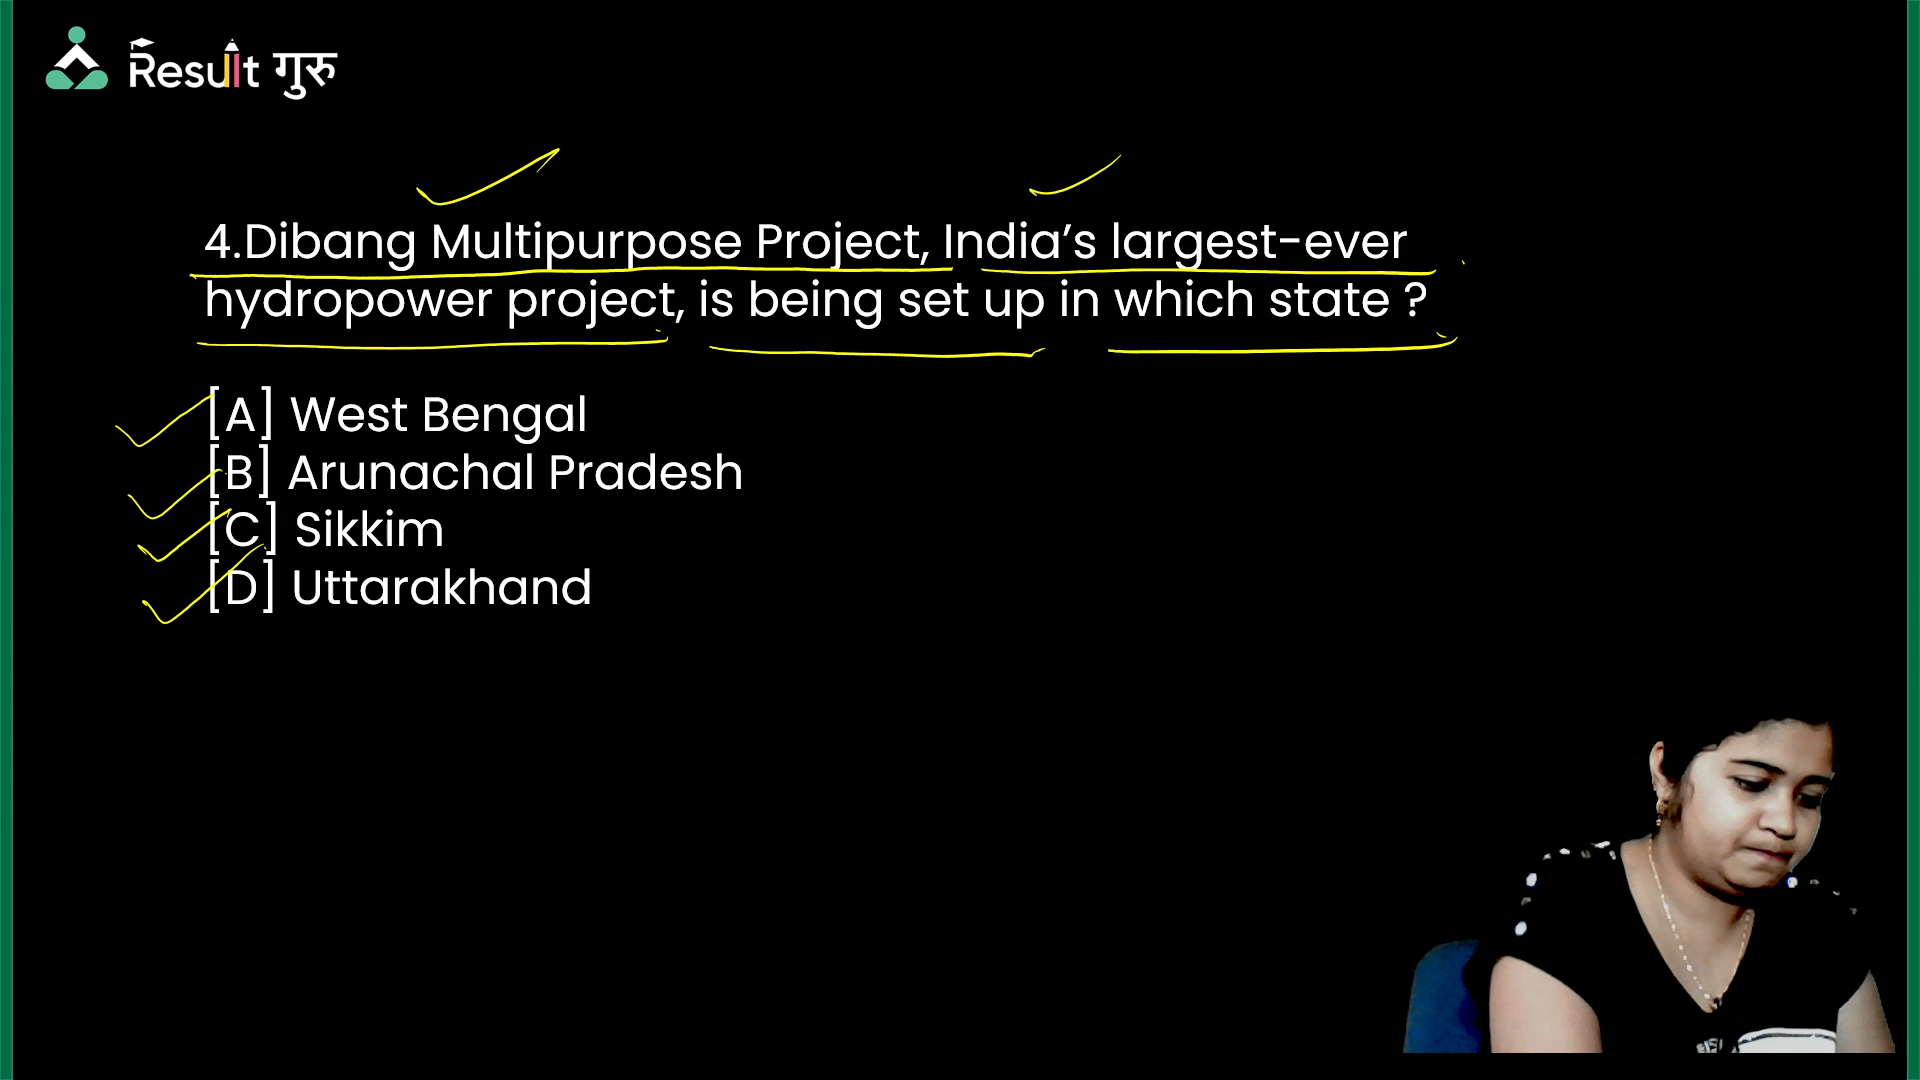 Result गुरु
4.Dibang Multipurpose Project, India’s largest-ever
hydropower project, is being set up in which state ?
[A] West Bengal
[B] Arunachal Pradesh
[C] Sikkim
[D] Uttarakhand